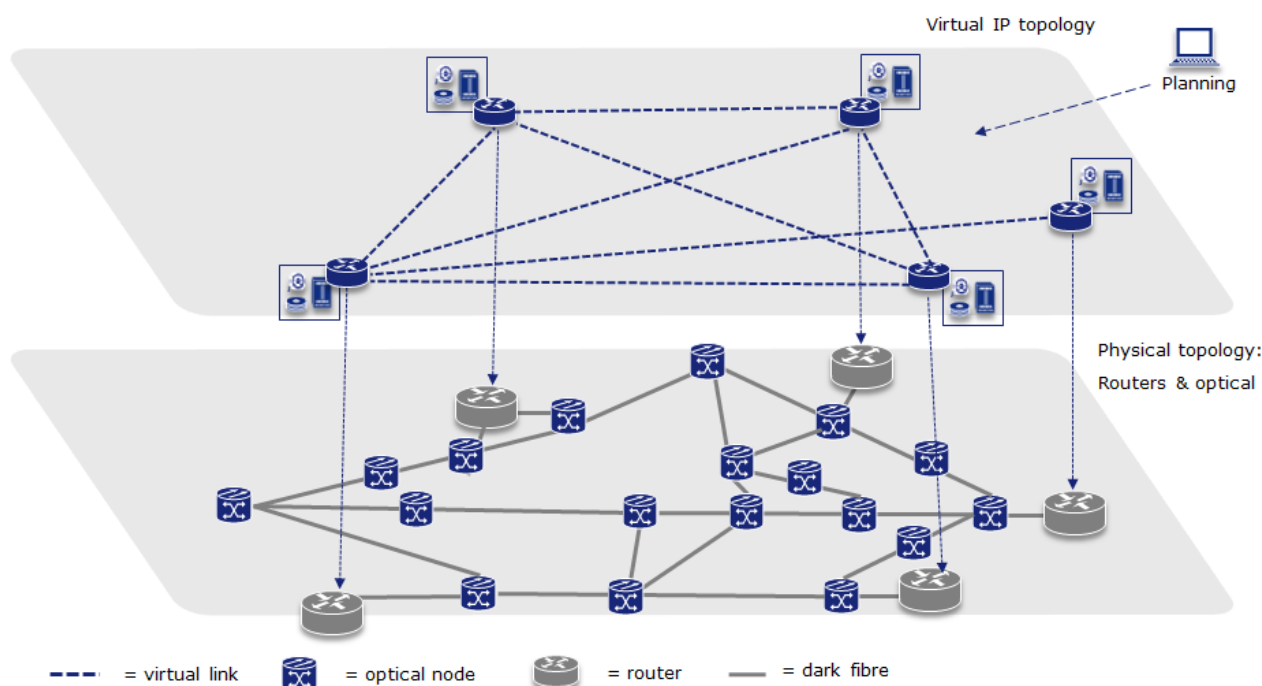 Virtual IP topology
Planning
Physical topology:
Routers & optical
= virtual link
= optical node
= router
= dark fibre